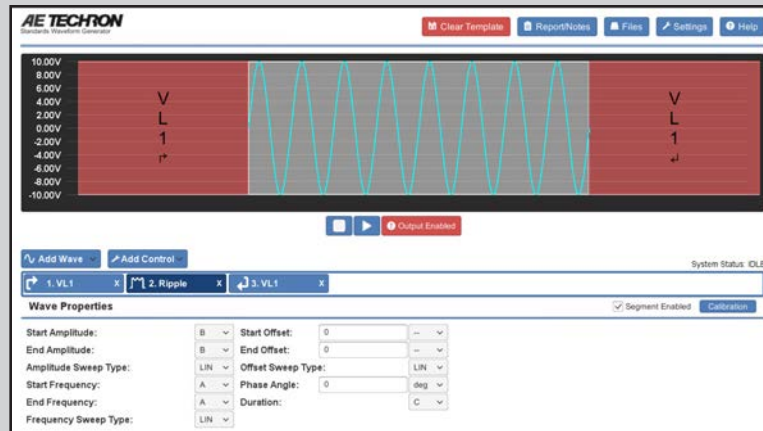 AE TECHRON
Standards Waveform Generator
Clear Template
Report/Notes
Files
Settings
Help
10.00V
8.00V
6.00V
4.00V
2.00V
0.00V
-2.00V
-4.00V
-6.00V
-8.00V
-10.00V
V
L
1
V
L
1
Output Enabled
Add Wave
Add Control
System Status: IDLE
1. VL1 x
2. Ripple x
3. VL1 x
Wave Properties
Segment Enabled
Calibration
Start Amplitude: B Start Offset: 0 --
End Amplitude: B End Offset: 0 --
Amplitude Sweep Type: LIN Offset Sweep Type: LIN
Start Frequency: A Phase Angle: 0 deg
End Frequency: A Duration: C
Frequency Sweep Type: LIN